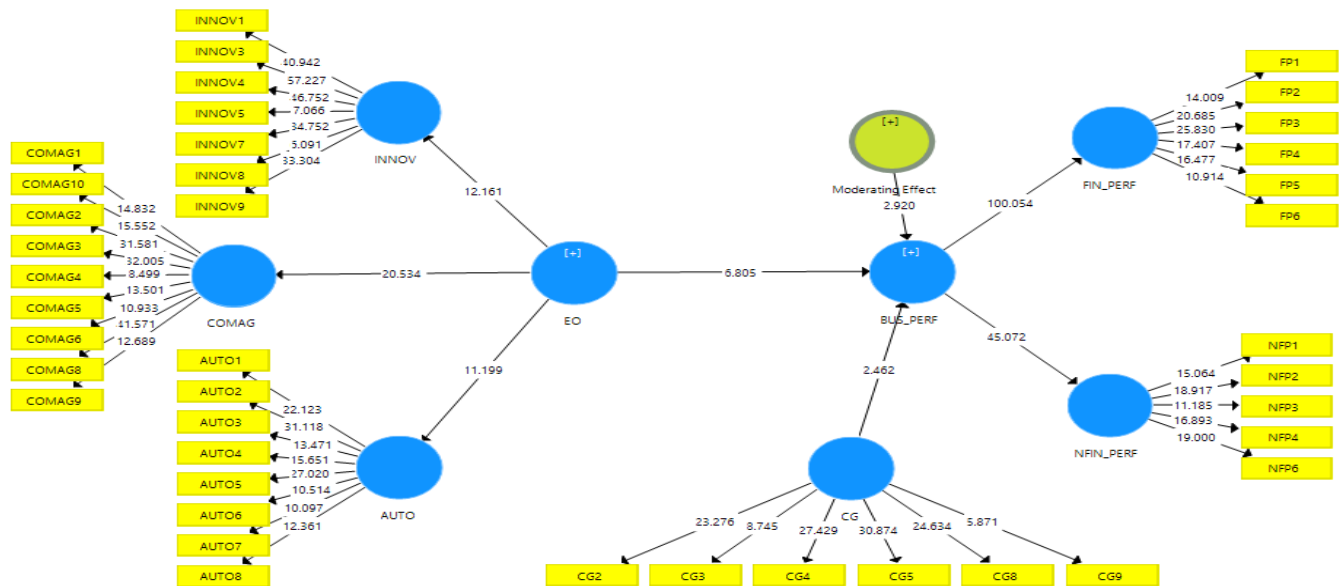 INNOV1
INNOV3
INNOV4
INNOV5
INNOV7
INNOV8
INNOV9
40.942
57.227
46.752
7.066
34.752
33.304
INNOV
COMAG1
COMAG10
COMAG2
COMAG3
COMAG4
COMAG5
COMAG6
COMAG8
COMAG9
14.832
15.552
31.581
32.005
8.499
13.501
10.933
41.571
12.689
COMAG
AUTO1
AUTO2
AUTO3
AUTO4
AUTO5
AUTO6
AUTO7
AUTO8
22.123
31.118
13.471
15.651
27.020
10.514
10.097
12.361
AUTO
12.161
20.534
11.199
[+]
EO
6.805
[+]
Moderating Effect
2.920
[+]
BUS_PERF
2.462
100.054
45.072
FIN_PERF
14.009
20.685
25.830
17.407
16.477
10.914
FP1
FP2
FP3
FP4
FP5
FP6
NFIN_PERF
15.064
18.917
11.185
16.893
19.000
NFP1
NFP2
NFP3
NFP4
NFP6
CG
23.276
8.745
27.429
30.874
24.634
5.871
CG2
CG3
CG4
CG5
CG8
CG9